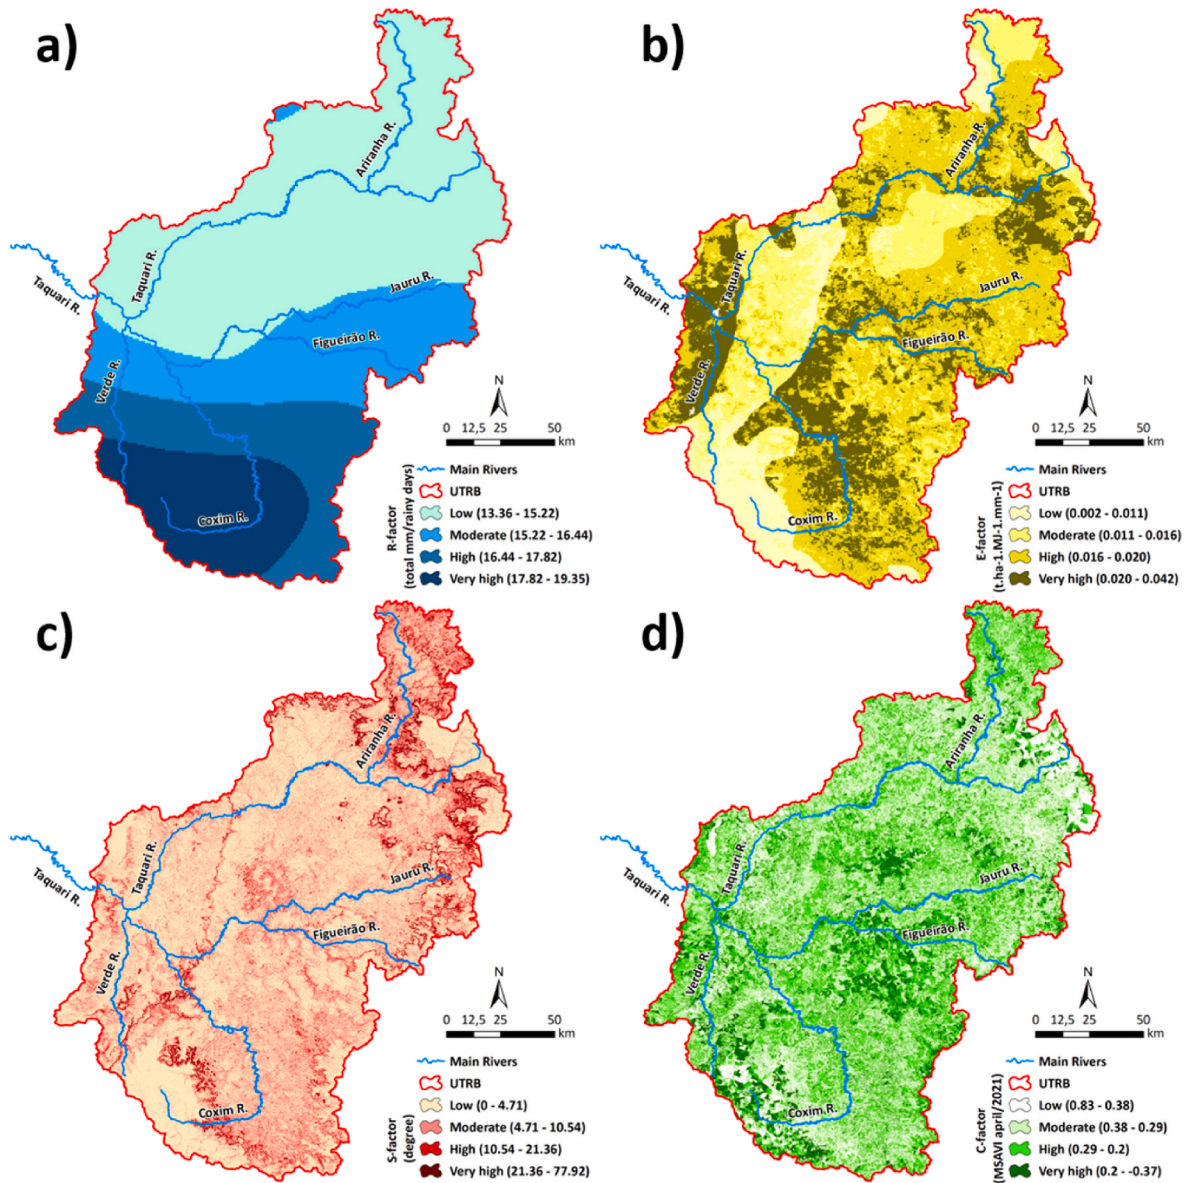 a)
Ariranha R.
Taquari R.
Taquari R.
Jauru R.
Figueirão R.
Verde R.
Coxim R.
N
0 12,5 25 50
km
Main Rivers
UTRB
R-factor
(total mm/rainy days)
Low (13.36 - 15.22)
Moderate (15.22 - 16.44)
High (16.44 - 17.82)
Very high (17.82 - 19.35)
b)
Ariranha R.
Taquari R.
Taquari R.
Jauru R.
Figueirão R.
Verde R.
Coxim R.
N
0 12,5 25 50
km
Main Rivers
UTRB
E-factor
(t.ha-1.MJ-1.mm-1)
Low (0.002 - 0.011)
Moderate (0.011 - 0.016)
High (0.016 - 0.020)
Very high (0.020 - 0.042)
c)
Ariranha R.
Taquari R.
Taquari R.
Jauru R.
Figueirão R.
Verde R.
Coxim R.
N
0 12,5 25 50
km
Main Rivers
UTRB
S-factor
(degree)
Low (0 - 4.71)
Moderate (4.71 - 10.54)
High (10.54 - 21.36)
Very high (21.36 - 77.92)
d)
Ariranha R.
Taquari R.
Taquari R.
Jauru R.
Figueirão R.
Verde R.
Coxim R.
N
0 12,5 25 50
km
Main Rivers
UTRB
C-factor
(MSAVI april/2021)
Low (0.83 - 0.38)
Moderate (0.38 - 0.29)
High (0.29 - 0.2)
Very high (0.2 - -0.37)